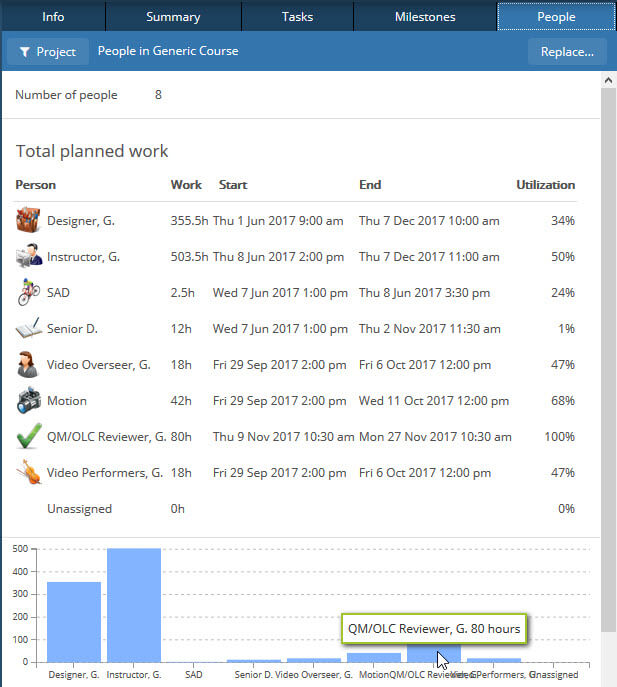 Info Summary Tasks Milestones People
Project People in Generic Course Replace...
Number of people 8
Total planned work
Person Work Start End Utilization
Designer, G. 355.5h Thu 1 Jun 2017 9:00 am Thu 7 Dec 2017 10:00 am 34%
Instructor, G. 503.5h Thu 8 Jun 2017 2:00 pm Thu 7 Dec 2017 11:00 am 50%
SAD 2.5h Wed 7 Jun 2017 1:00 pm Thu 8 Jun 2017 3:30 pm 24%
Senior D. 12h Wed 7 Jun 2017 1:00 pm Thu 2 Nov 2017 11:30 am 1%
Video Overseer, G. 18h Fri 29 Sep 2017 2:00 pm Fri 6 Oct 2017 12:00 pm 47%
Motion 42h Fri 29 Sep 2017 2:00 pm Wed 11 Oct 2017 12:00 pm 68%
QM/OLC Reviewer, G. 80h Thu 9 Nov 2017 10:30 am Mon 27 Nov 2017 10:30 am 100%
Video Performers, G. 18h Fri 29 Sep 2017 2:00 pm Fri 6 Oct 2017 12:00 pm 47%
Unassigned 0h 0%
500
400
300
200
100
0
QM/OLC Reviewer, G. 80 hours
Designer, G. Instructor, G. SAD Senior D. Video Overseer, G. Motion QM/OLC Reviewer, G. Video Performers, G. Unassigned